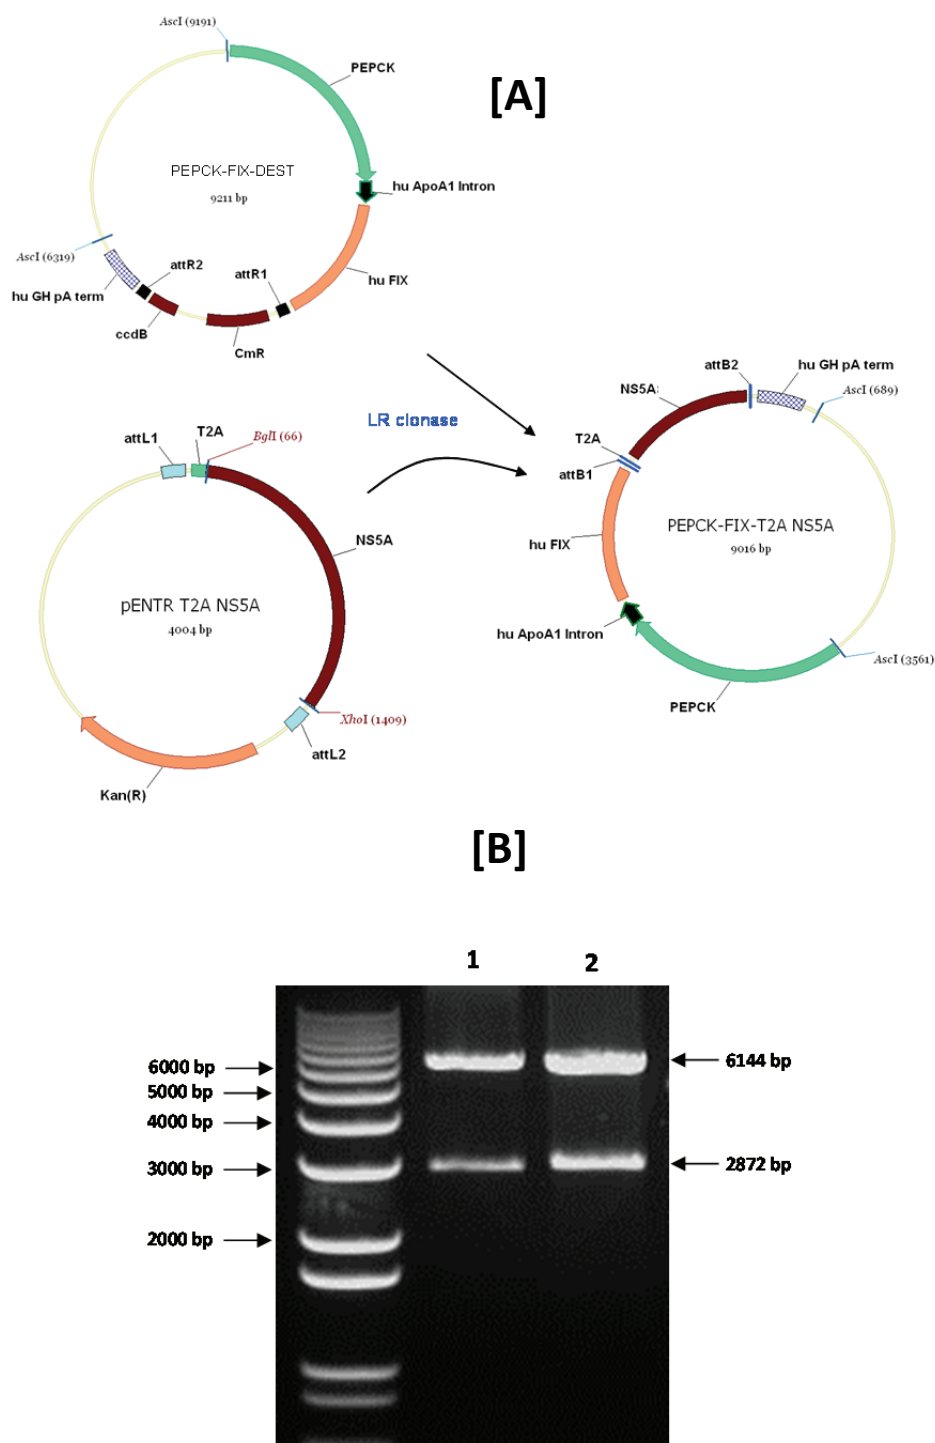 AscI (9191)
PEPCK
[A]
PEPCK-FIX-DEST
9211 bp
hu ApoA1 Intron
AscI (6319)
attR2
attR1
hu FIX
hu GH pA term
ccdB
CmR
attB2
hu GH pA term
NS5A:
AscI (689)
LR clonase
attL1
T2A
BglI (66)
T2A
attB1
NS5A
hu FIX
PEPCK-FIX-T2A NS5A
9016 bp
pENTR T2A NS5A
4004 bp
hu ApoA1 Intron
AscI (3561)
PEPCK
XhoI (1409)
attL2
Kan(R)
[B]
1
2
6000 bp
6144 bp
5000 bp
4000 bp
3000 bp
2872 bp
2000 bp